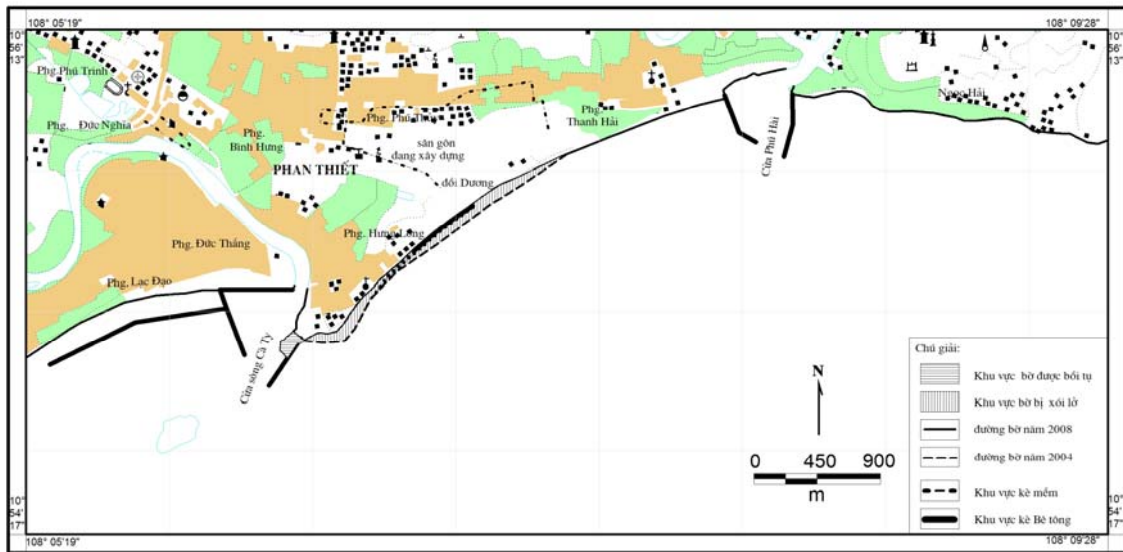 108° 05'19"
108° 09'28"
10°
56'
13"
10°
56'
13"
Phg. Phú Trinh
Phg. Đức Nghĩa
Phg.
Bình Hưng
PHAN THIẾT
Phg. Phú Thủy
sân gôn
đang xây dựng
đồi Dương
Phg.
Thanh Hải
Ngọc Hải
Cửa Phú Hải
Phg. Hưng Long
Phg. Đức Thắng
Phg. Lạc Đạo
Cửa sông Cà Ty
N
0 450 900
m
Chú giải:
Khu vực bờ được bồi tụ
Khu vực bờ bị xói lở
đường bờ năm 2008
đường bờ năm 2004
Khu vực kè mềm
Khu vực kè Bê tông
10°
54'
17"
10°
54'
17"
108° 05'19"
108° 09'28"